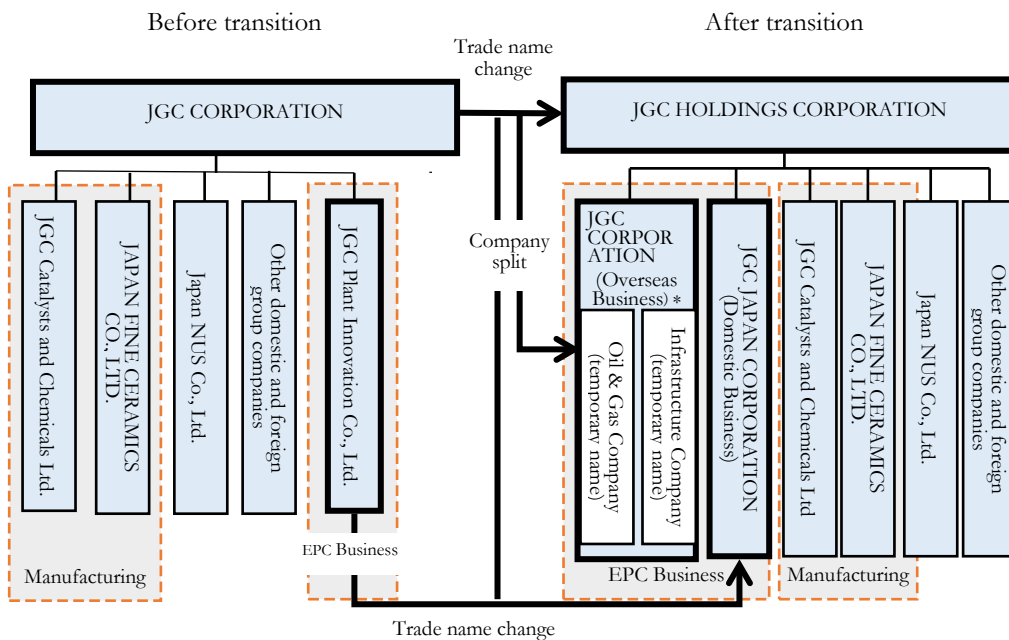 Before transition
After transition
Trade name
change
JGC CORPORATION
JGC HOLDINGS CORPORATION
JGC Catalysts and Chemicals Ltd.
JAPAN FINE CERAMICS
CO., LTD.
Japan NUS Co., Ltd.
Other domestic and foreign
group companies
JGC Plant Innovation Co., Ltd.
Manufacturing
EPC Business
Company
split
JGC
CORPOR
ATION
(Overseas
Business) *
Oil & Gas Company
(temporary name)
Infrastructure Company
(temporary name)
JGC JAPAN CORPORATION
(Domestic Business)
JGC Catalysts and Chemicals Ltd
JAPAN FINE CERAMICS
CO., LTD.
Japan NUS Co., Ltd.
Other domestic and foreign
group companies
EPC Business
Manufacturing
Trade name change